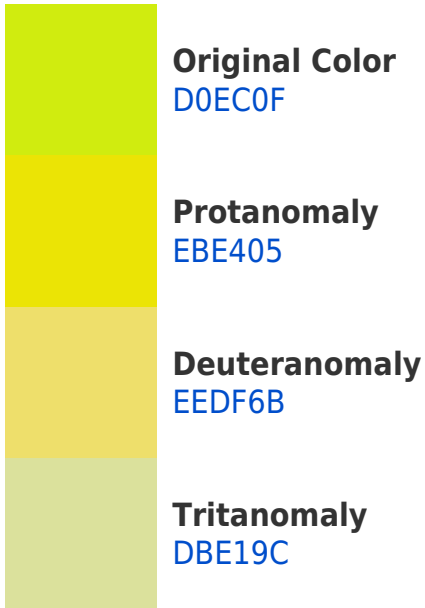 Original Color
D0EC0F
Protanomaly
EBE405
Deuteranomaly
EEDF6B
Tritanomaly
DBE19C